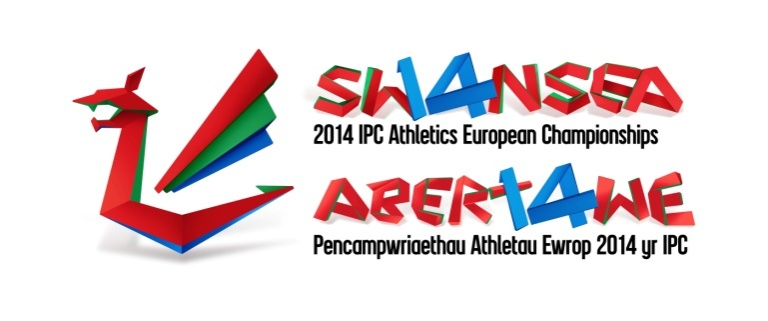 SW14NSEA
2014 IPC Athletics European Championships
ABERT14WE
Pencampwriaethau Athletau Ewrop 2014 yr IPC